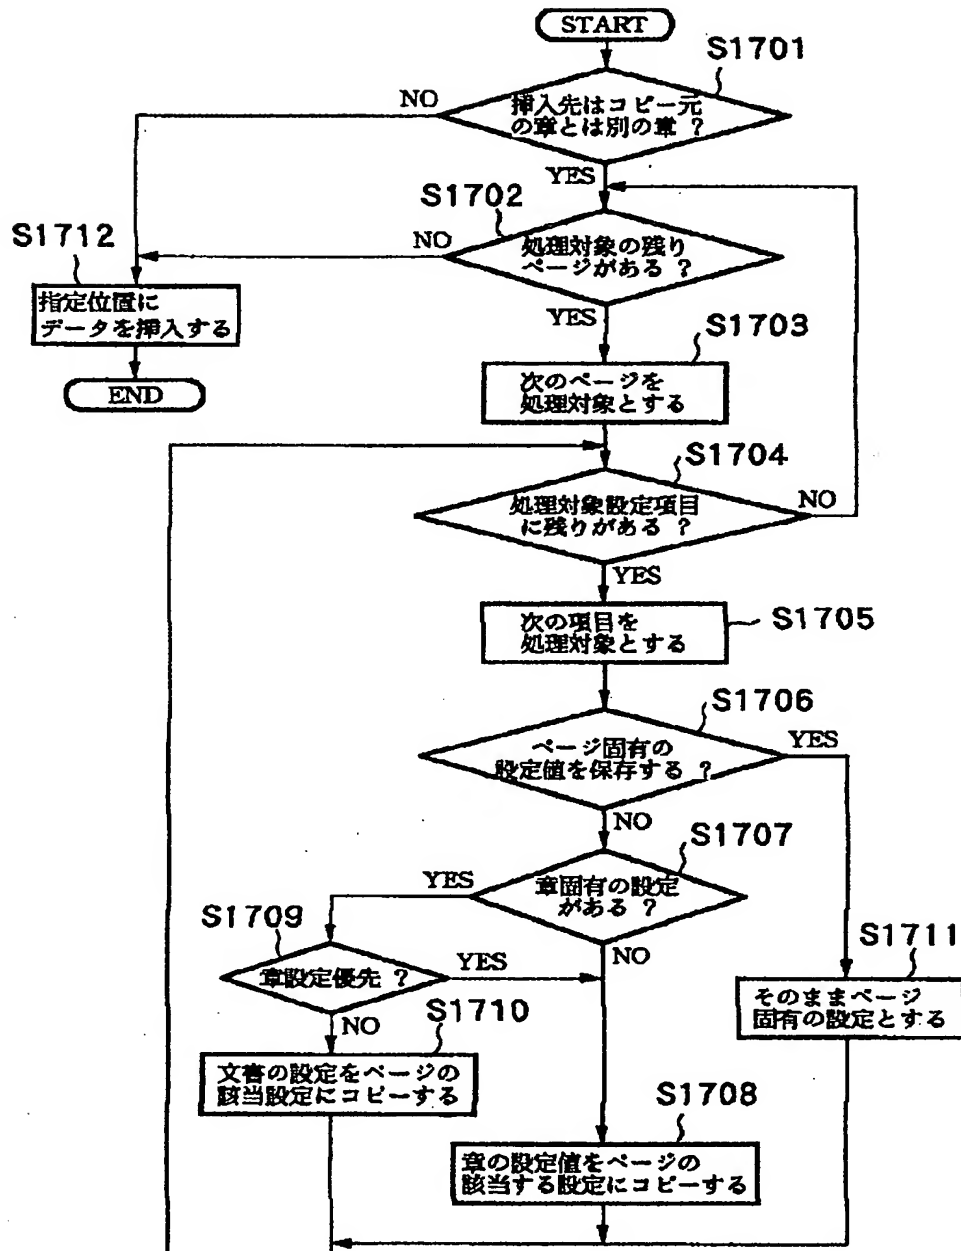 START
S1701
NO
挿入先はコピー元
の章とは別の章 ?
YES
S1702
S1712
NO
処理対象の残り
ページがある ?
指定位置に
データを挿入する
YES
S1703
END
次のページを
処理対象とする
S1704
処理対象設定項目
に残りがある ?
NO
YES
次の項目を
処理対象とする
S1705
S1706
ページ固有の
設定値を保存する ?
YES
NO
S1707
YES
章固有の設定
がある ?
S1709
NO
S1711
章設定優先 ?
YES
そのままページ
固有の設定とする
NO
S1710
文書の設定をページの
該当設定にコピーする
S1708
章の設定値をページの
該当する設定にコピーする